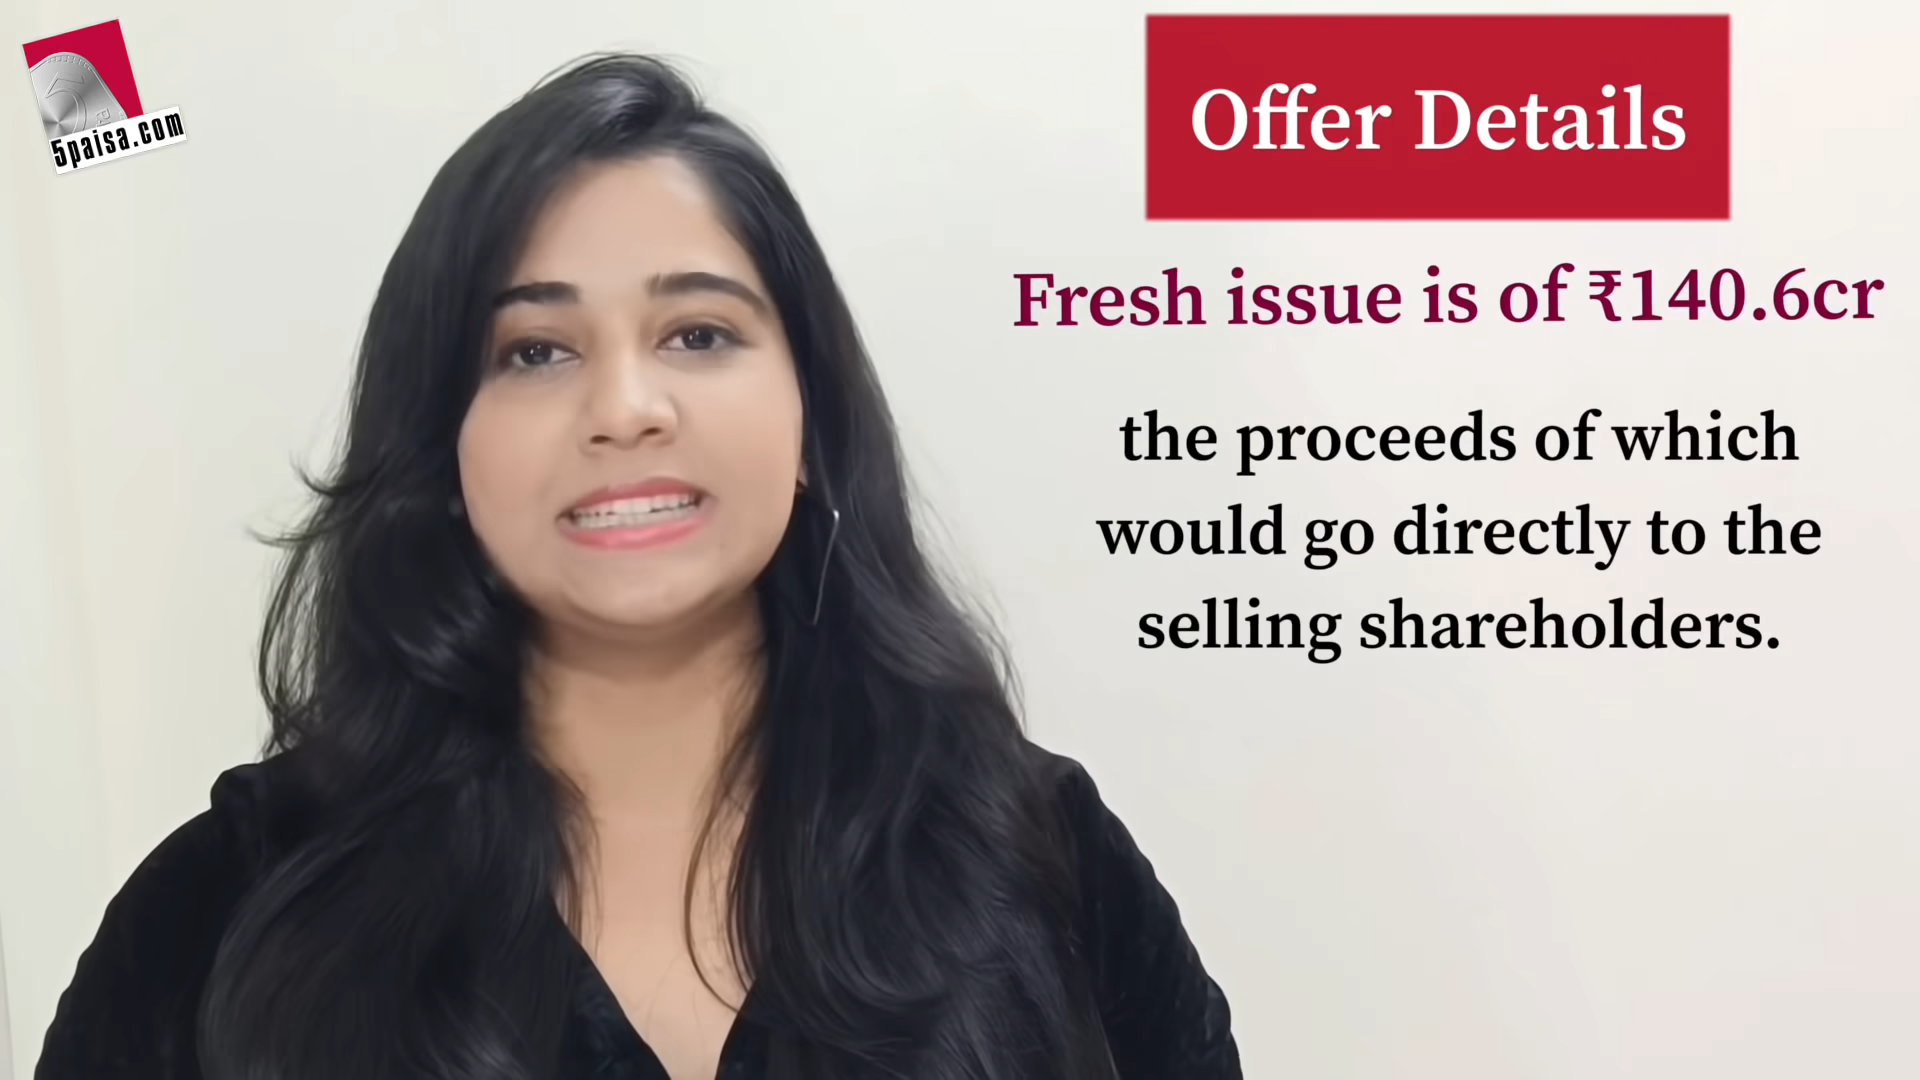 5paisa.com
Offer Details
Fresh issue is of ₹140.6cr
the proceeds of which
would go directly to the
selling shareholders.